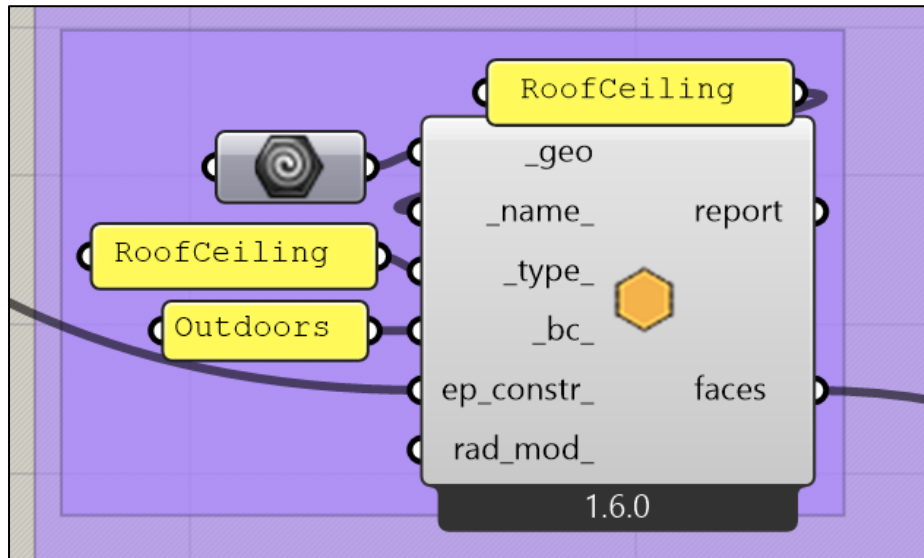 RoofCeiling
_geo
_name_
report
RoofCeiling
_type_
Outdoors
_bc_
ep_constr_
faces
rad_mod_
1.6.0